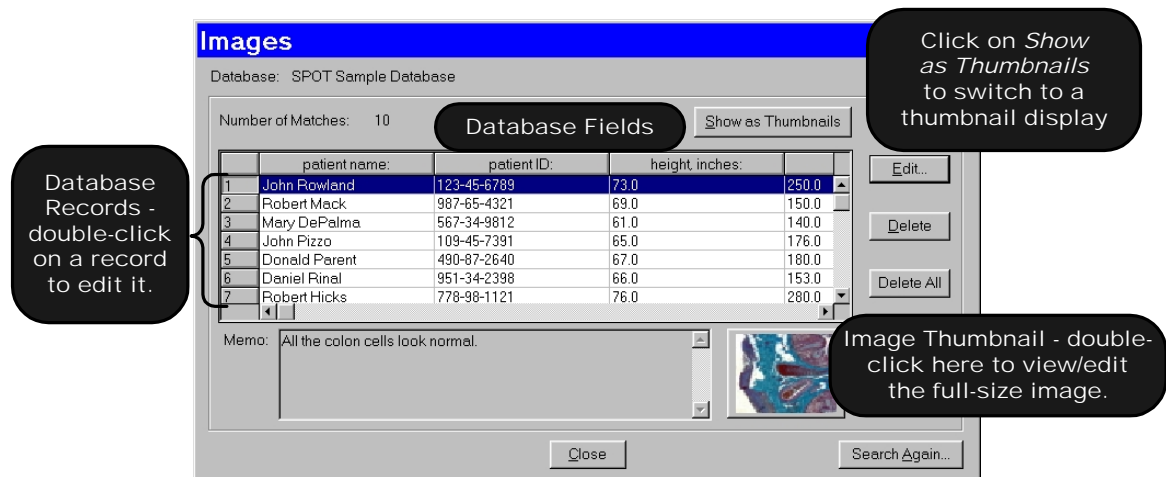 Images
Click on Show
as Thumbnails
to switch to a
thumbnail display
Database: SPOT Sample Database
Number of Matches: 10
Database Fields
Show as Thumbnails
Database
Records -
double-click
on a record
to edit it.
patient name: patient ID: height, inches:
1 John Rowland 123-45-6789 73.0 250.0
2 Robert Mack 987-65-4321 69.0 150.0
3 Mary DePalma 567-34-9812 61.0 140.0
4 John Pizzo 109-45-7391 65.0 176.0
5 Donald Parent 490-87-2640 67.0 180.0
6 Daniel Rinal 951-34-2398 66.0 153.0
7 Robert Hicks 778-98-1121 76.0 280.0
Edit...
Delete
Delete All
Memo: All the colon cells look normal.
Image Thumbnail - double-
click here to view/edit
the full-size image.
Close
Search Again...